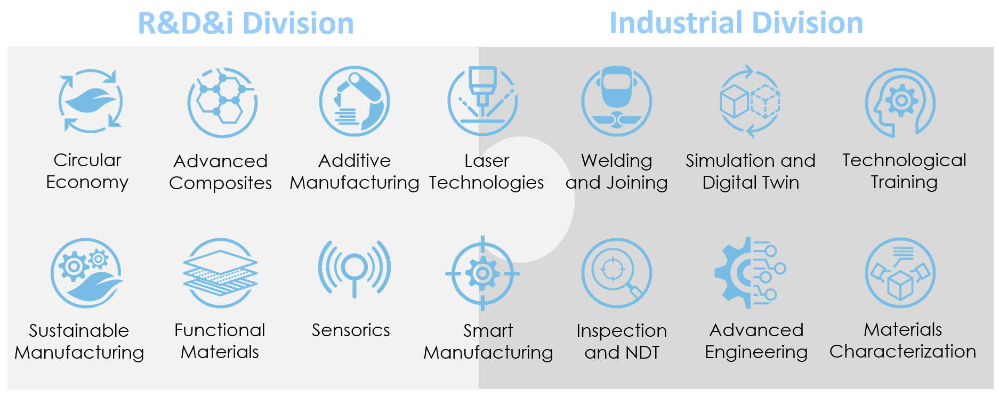 R&D&i Division
Industrial Division
Circular
Economy
Advanced
Composites
Additive
Manufacturing
Laser
Technologies
Welding
and Joining
Simulation and
Digital Twin
Technological
Training
Sustainable
Manufacturing
Functional
Materials
Sensorics
Smart
Manufacturing
Inspection
and NDT
Advanced
Engineering
Materials
Characterization